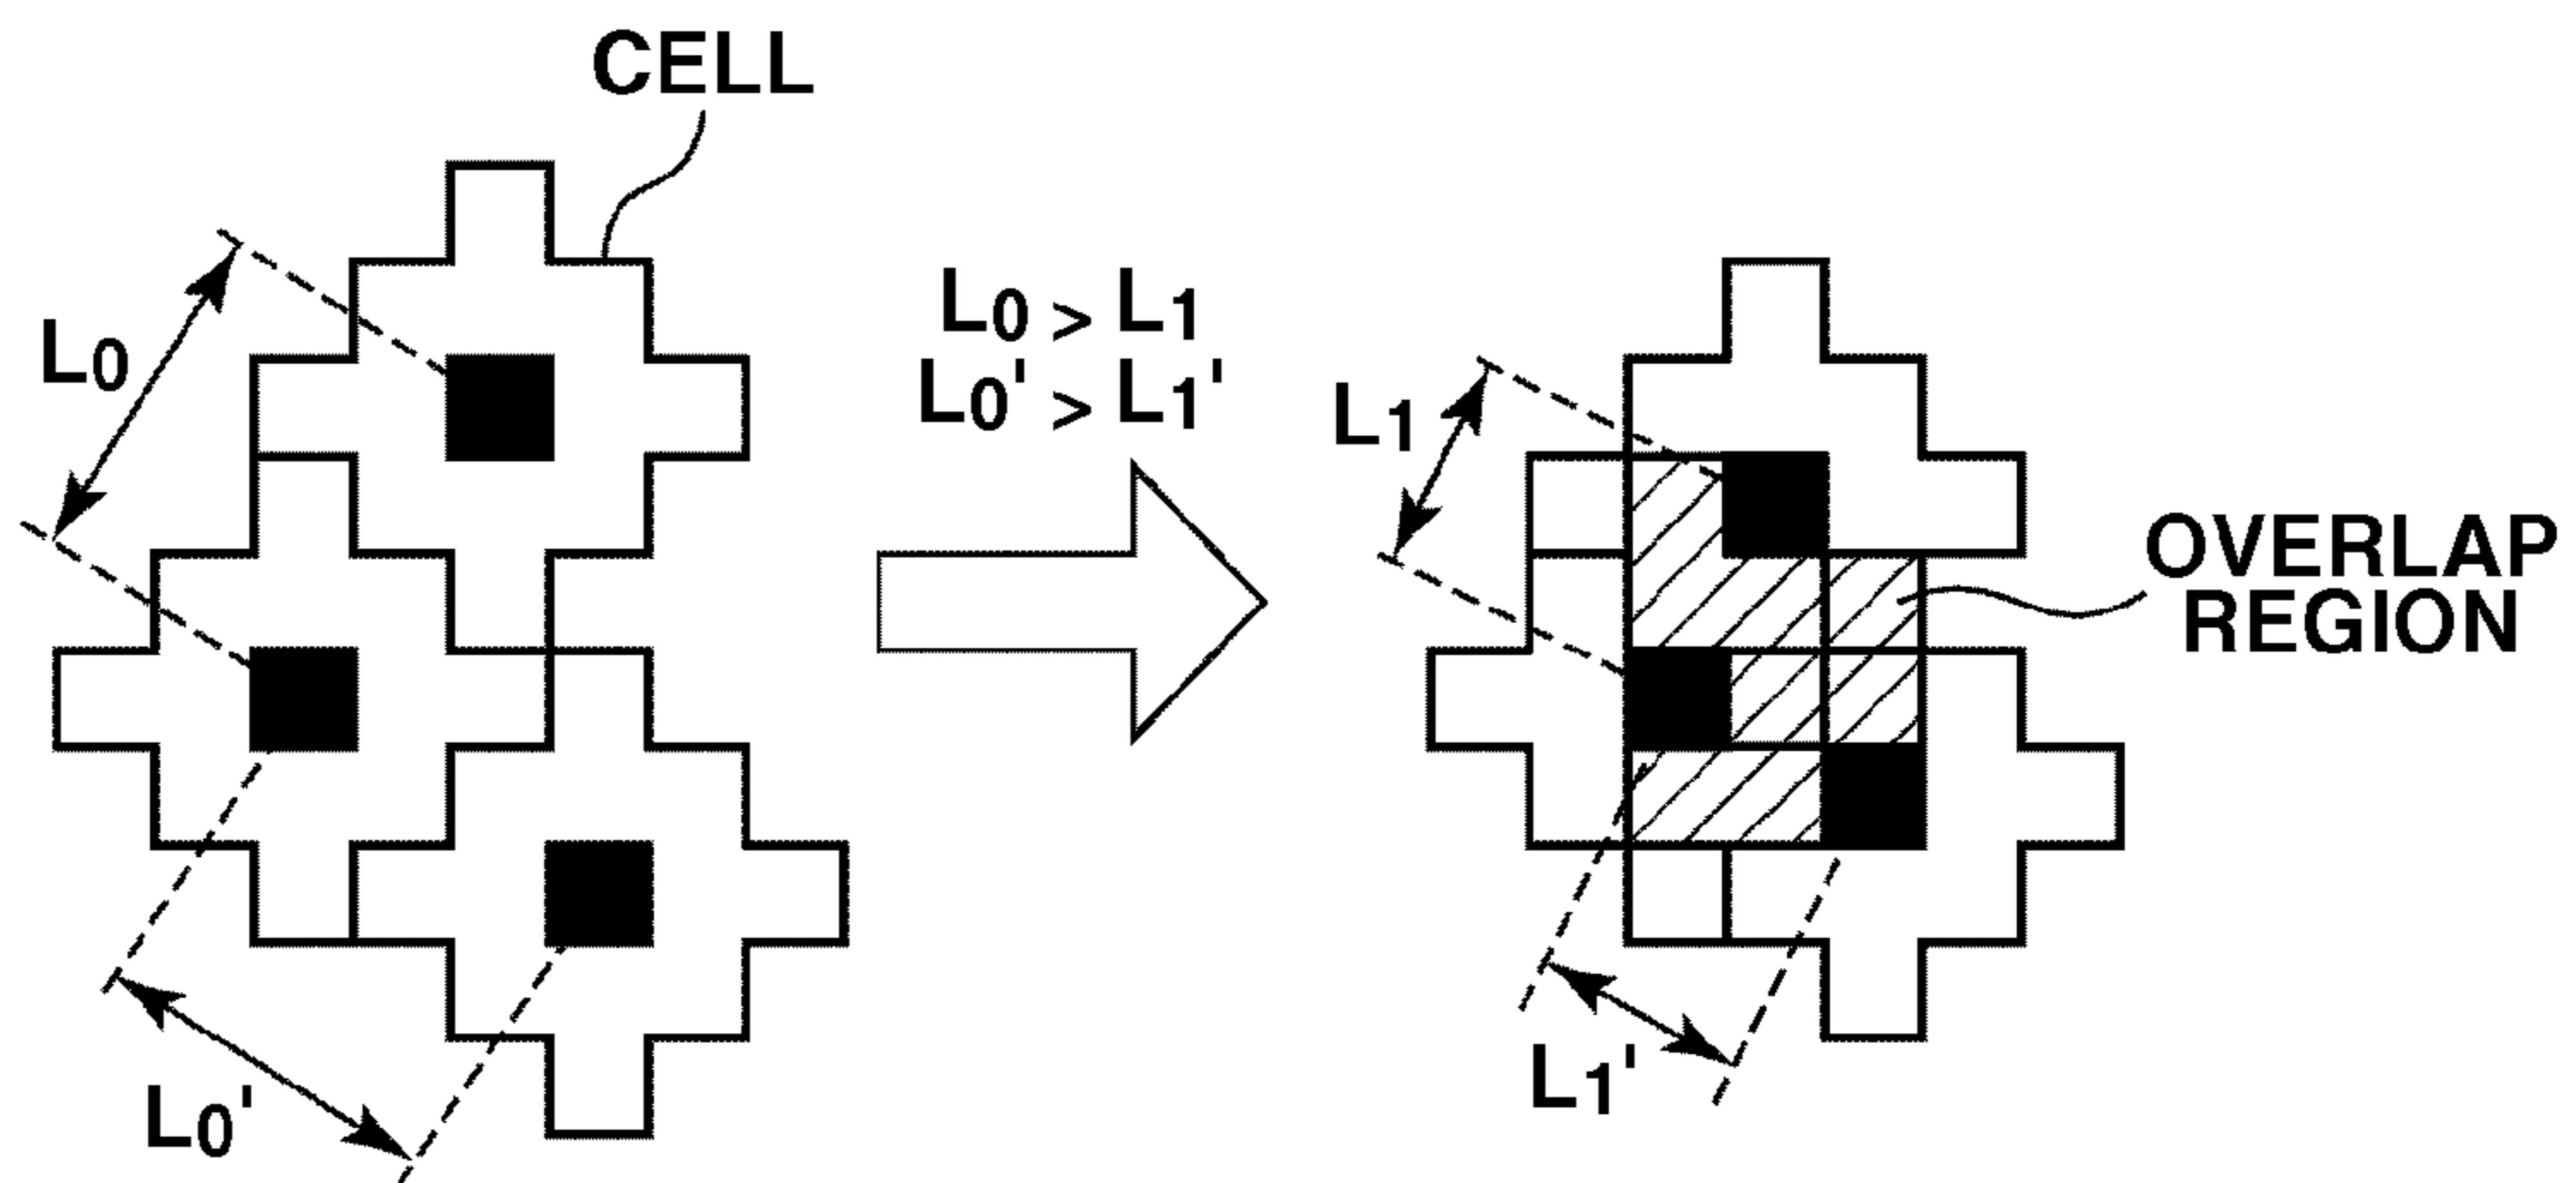 CELL
L0
L0 > L1
L0' > L1'
L1
OVERLAP
REGION
L0'
L1'